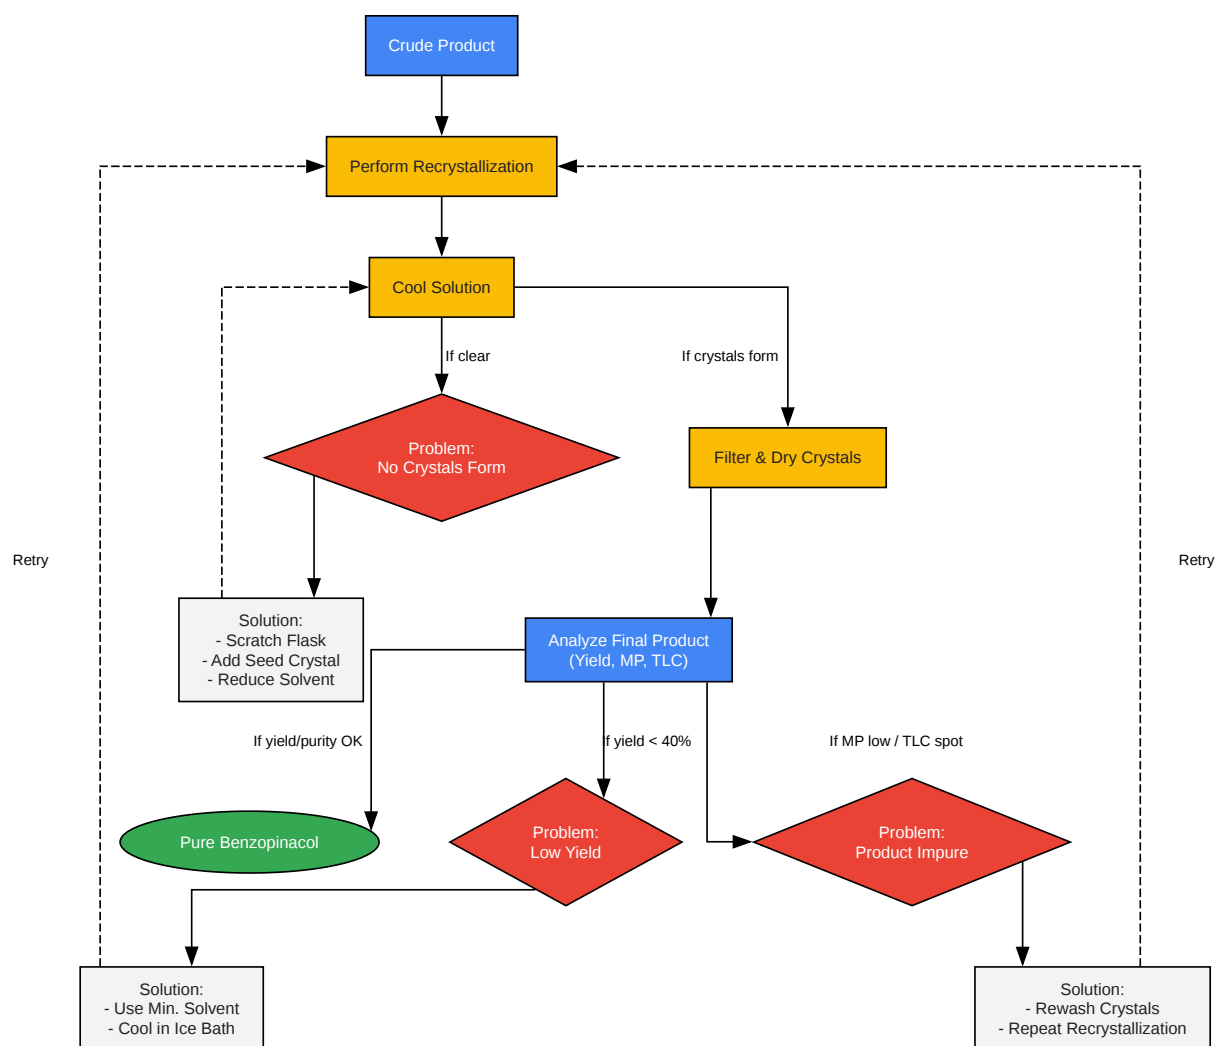 Crude Product
Perform Recrystallization
Cool Solution
If clear
If crystals form
Problem:
No Crystals Form
Filter & Dry Crystals
Retry
Retry
Solution:
- Scratch Flask
- Add Seed Crystal
- Reduce Solvent
Analyze Final Product
(Yield, MP, TLC)
If yield/purity OK
If yield < 40%
If MP low / TLC spot
Pure Benzopinacol
Problem:
Low Yield
Problem:
Product Impure
Solution:
- Use Min. Solvent
- Cool in Ice Bath
Solution:
- Rewash Crystals
- Repeat Recrystallization